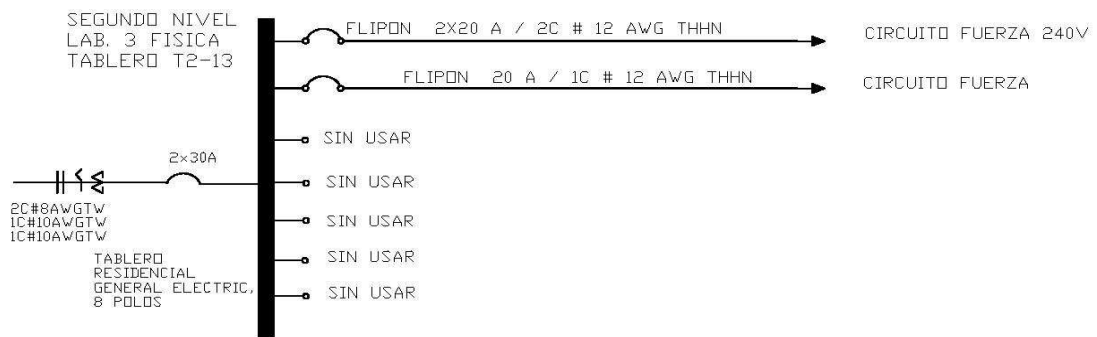 SEGUNDO NIVEL
LAB. 3 FISICA
TABLERO T2-13
FLIPON 2X20 A / 2C # 12 AWG THHN
CIRCUITO FUERZA 240V
FLIPON 20 A / 1C # 12 AWG THHN
CIRCUITO FUERZA
SIN USAR
2x30A
SIN USAR
2C#8AWGTW
1C#10AWGTW
1C#10AWGTW
SIN USAR
TABLERO
RESIDENCIAL
GENERAL ELECTRIC,
8 POLOS
SIN USAR
SIN USAR